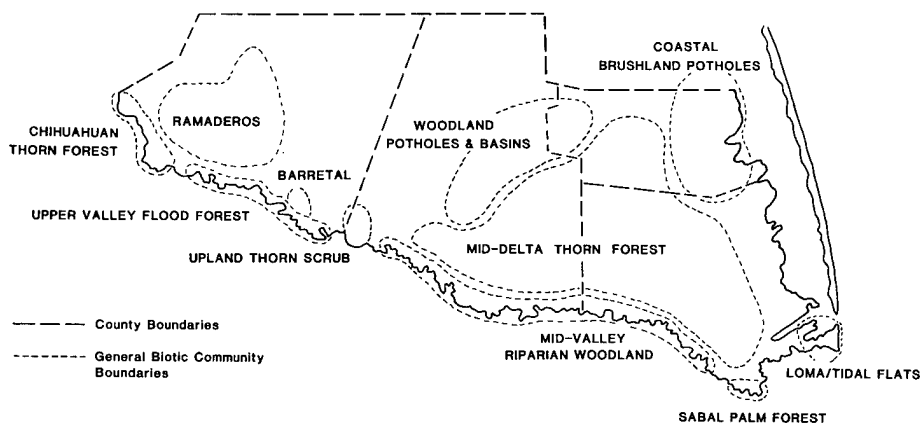 COASTAL
BRUSHLAND POTHOLES
RAMADEROS
WOODLAND
POTHOLES & BASINS
CHIHUAHUAN
THORN FOREST
BARRETAL
UPPER VALLEY FLOOD FOREST
UPLAND THORN SCRUB
MID-DELTA THORN FOREST
County Boundaries
General Biotic Community
Boundaries
MID-VALLEY
RIPARIAN WOODLAND
LOMA/TIDAL FLATS
SABAL PALM FOREST